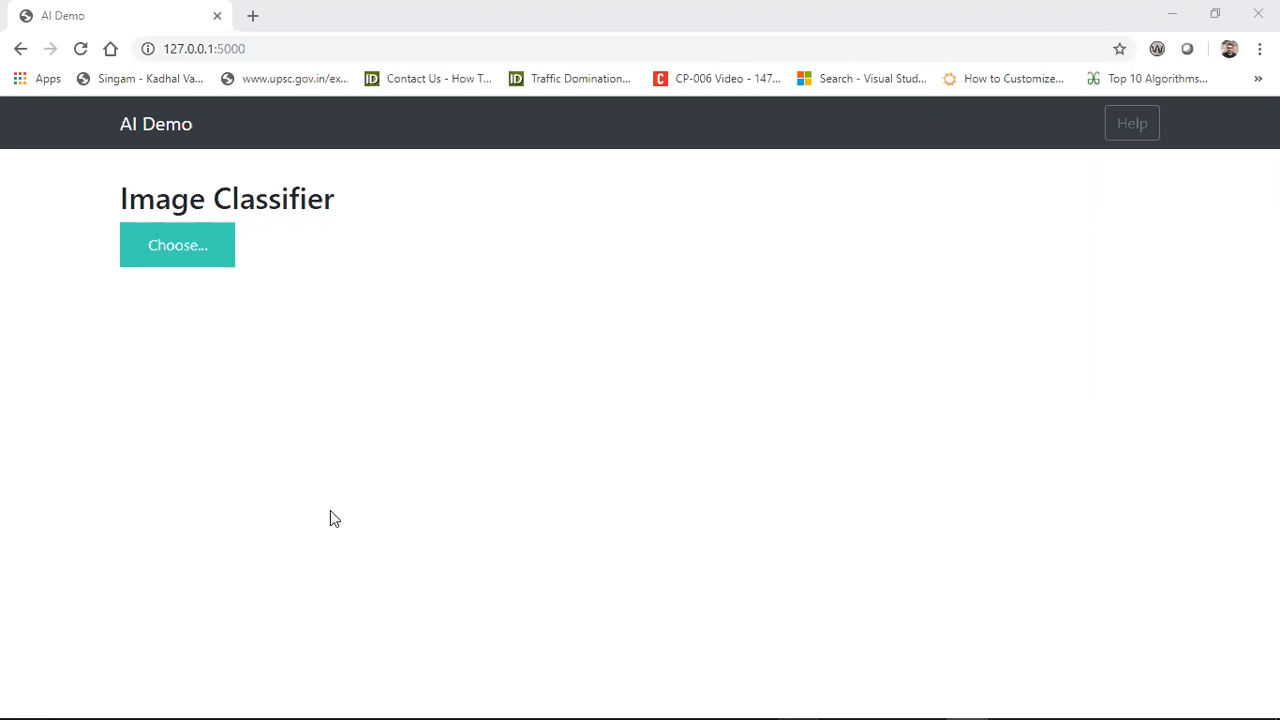 AI Demo
127.0.0.1:5000
Apps Singam - Kadhal Va... www.upsc.gov.in/ex... ID Contact Us - How T... ID Traffic Domination... C CP-006 Video - 147... Search - Visual Stud... How to Customize... Top 10 Algorithms... »
AI Demo Help
Image Classifier
Choose...